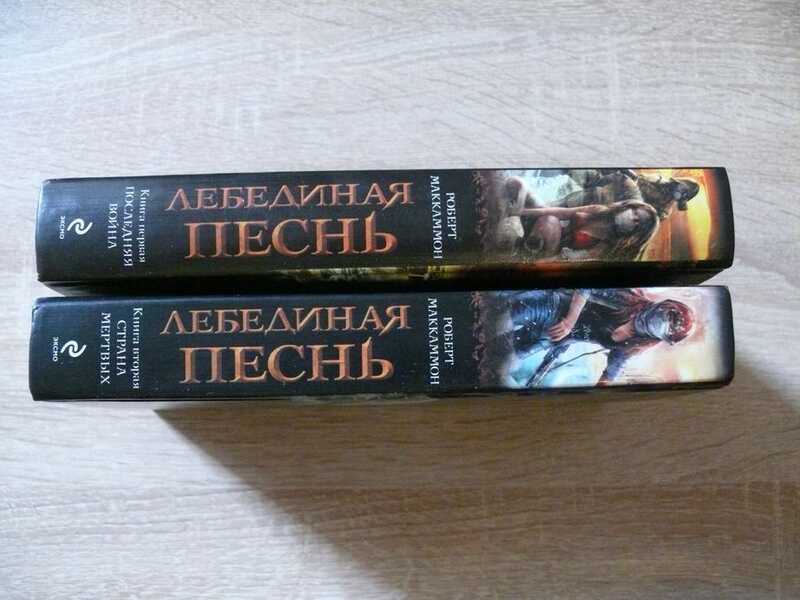 РОБЕРТ
МАККАММОН
ЛЕБЕДИНАЯ
ПЕСНЬ
Книга первая
ПОСЛЕДНЯЯ
ВОЙНА
ЭКСМО
РОБЕРТ
МАККАММОН
ЛЕБЕДИНАЯ
ПЕСНЬ
Книга вторая
СТРАНА
МЕРТВЫХ
ЭКСМО